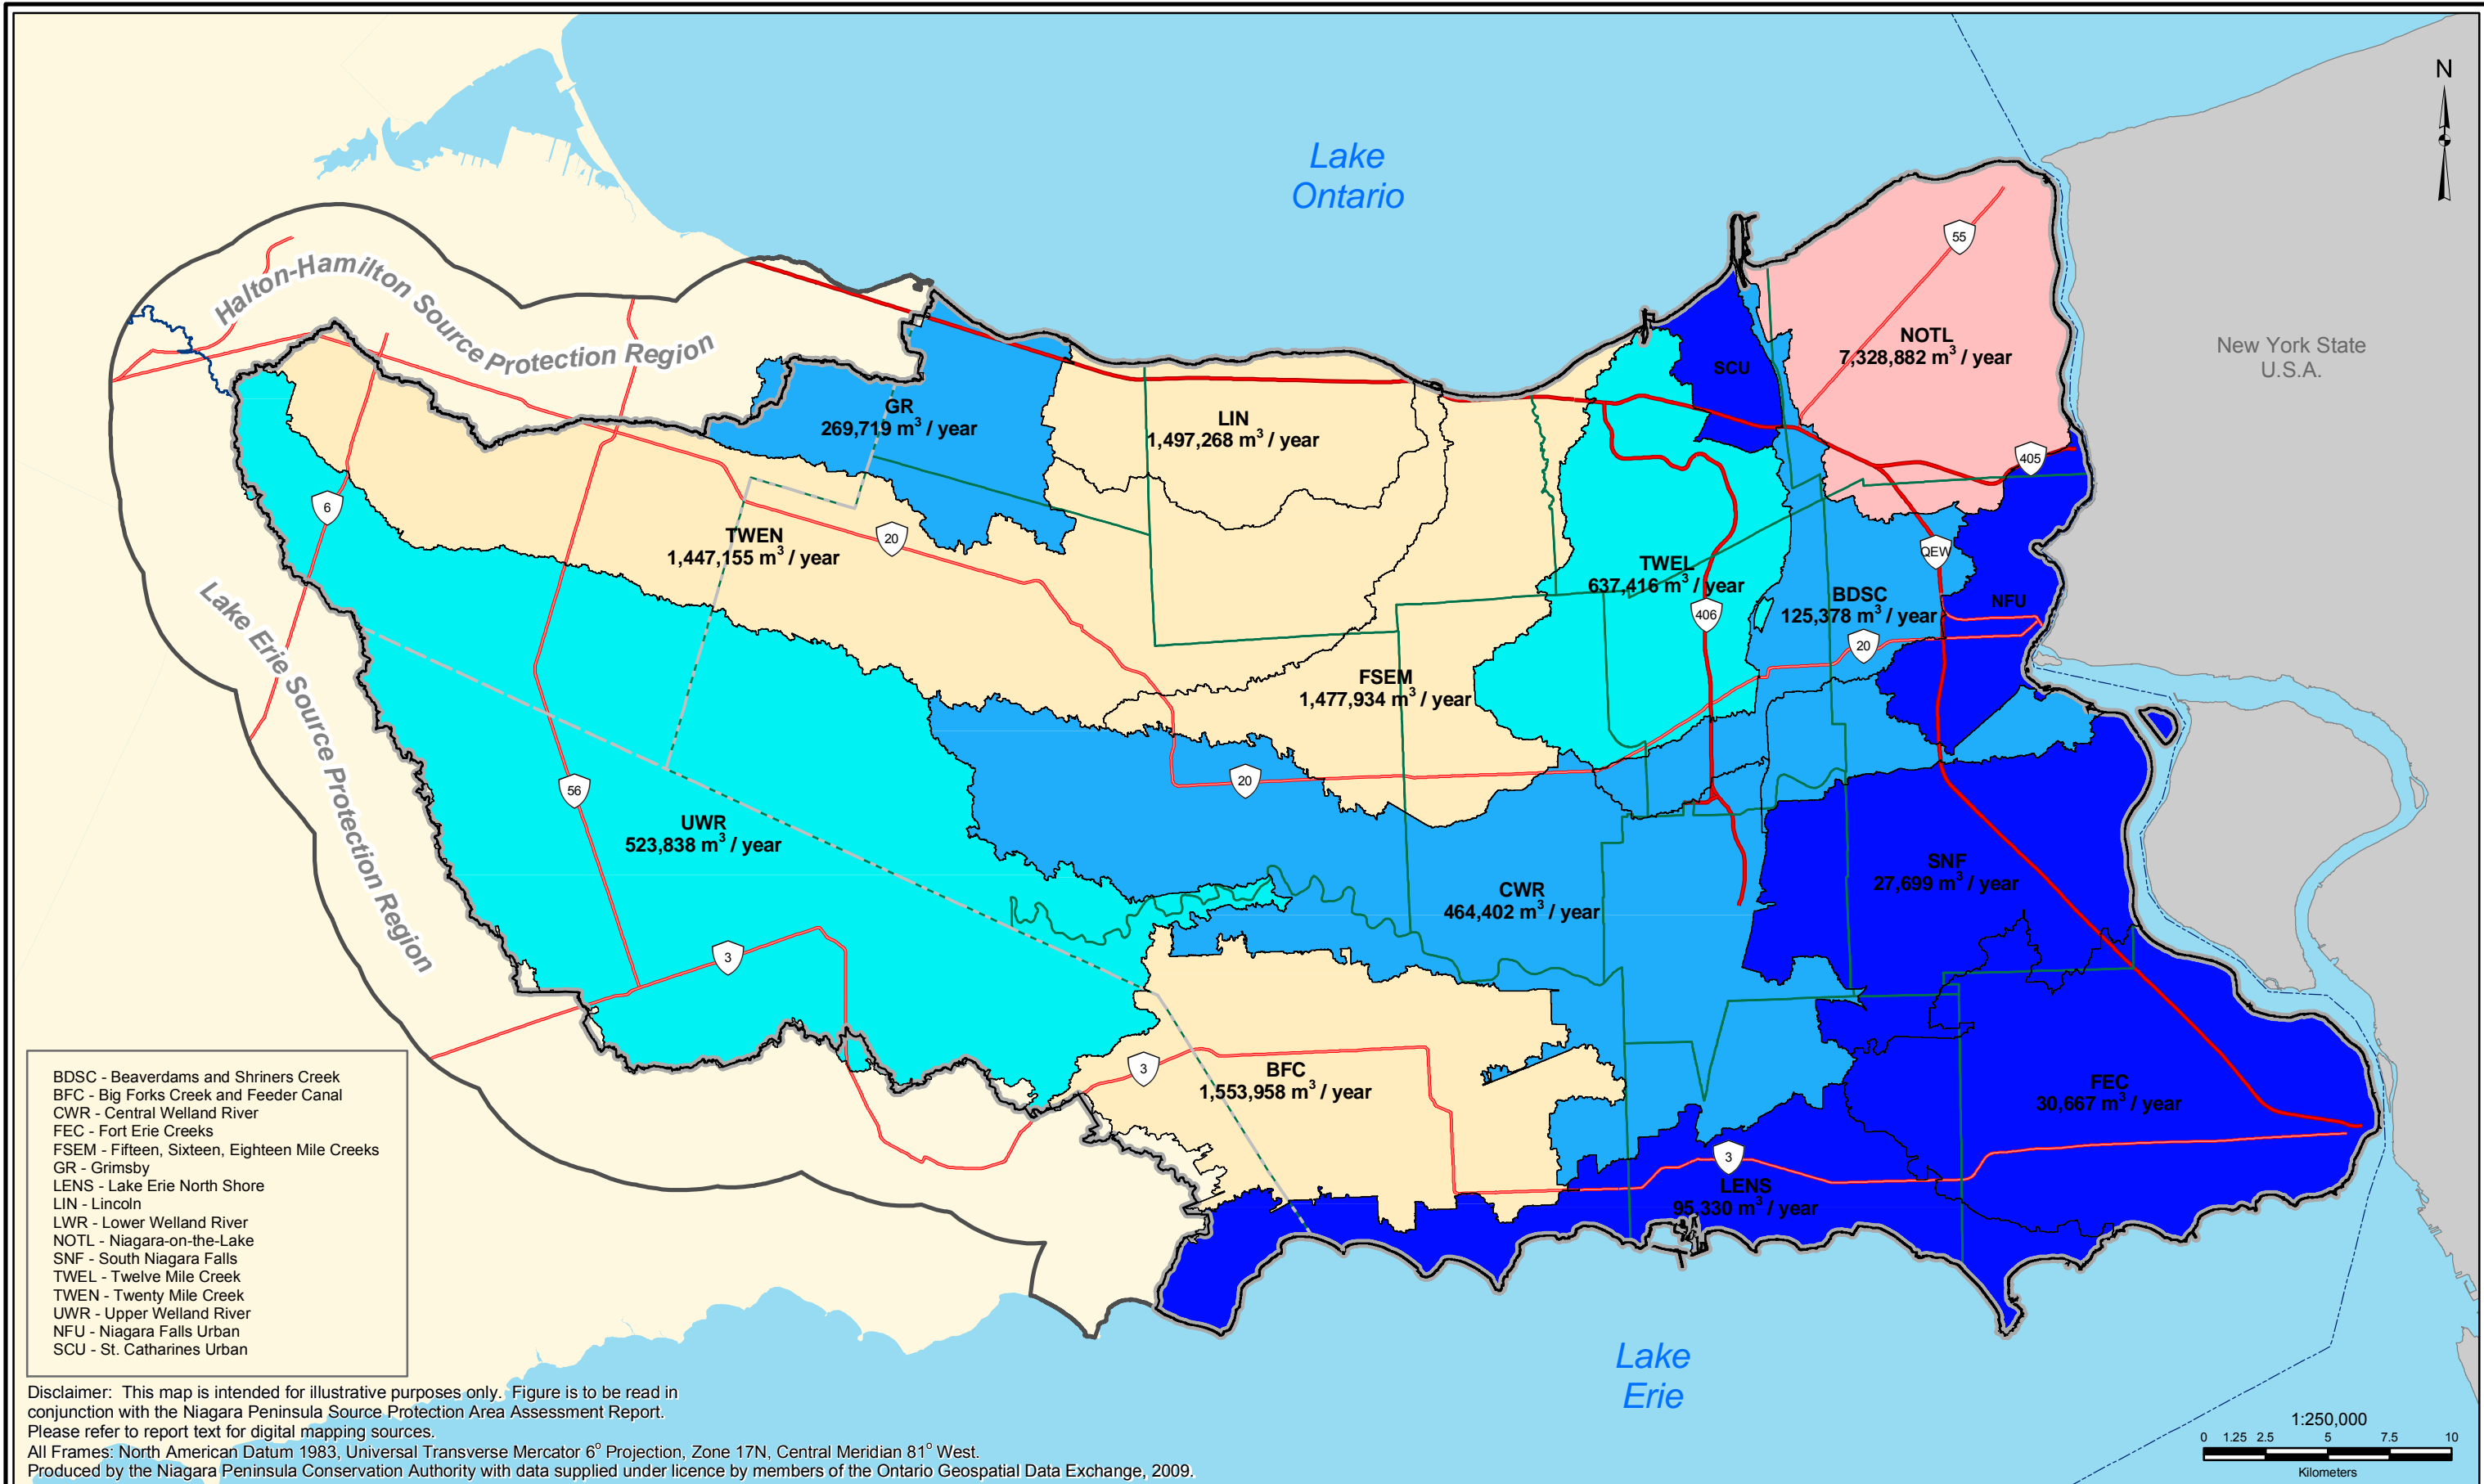 N
Lake
Ontario
55
Halton-Hamilton Source Protection Region
NOTL
7,328,882 m³ / year
New York State
U.S.A.
SCU
GR
269,719 m³ / year
LIN
1,497,268 m³ / year
405
6
TWEN
1,447,155 m³ / year
20
QEW
TWEL
637,416 m³ / year
406
BDSC
125,378 m³ / year
NFU
20
Lake Erie Source Protection Region
FSEM
1,477,934 m³ / year
20
56
UWR
523,838 m³ / year
SNF
27,699 m³ / year
CWR
464,402 m³ / year
3
3
BFC
1,553,958 m³ / year
FEC
30,667 m³ / year
3
LENS
95,330 m³ / year
BDSC - Beaverdams and Shriners Creek
BFC - Big Forks Creek and Feeder Canal
CWR - Central Welland River
FEC - Fort Erie Creeks
FSEM - Fifteen, Sixteen, Eighteen Mile Creeks
GR - Grimsby
LENS - Lake Erie North Shore
LIN - Lincoln
LWR - Lower Welland River
NOTL - Niagara-on-the-Lake
SNF - South Niagara Falls
TWEL - Twelve Mile Creek
TWEN - Twenty Mile Creek
UWR - Upper Welland River
NFU - Niagara Falls Urban
SCU - St. Catharines Urban
Lake
Erie
Disclaimer: This map is intended for illustrative purposes only. Figure is to be read in
conjunction with the Niagara Peninsula Source Protection Area Assessment Report.
Please refer to report text for digital mapping sources.
All Frames: North American Datum 1983, Universal Transverse Mercator 6° Projection, Zone 17N, Central Meridian 81° West.
Produced by the Niagara Peninsula Conservation Authority with data supplied under licence by members of the Ontario Geospatial Data Exchange, 2009.
1:250,000
0 1.25 2.5 5 7.5 10
Kilometers